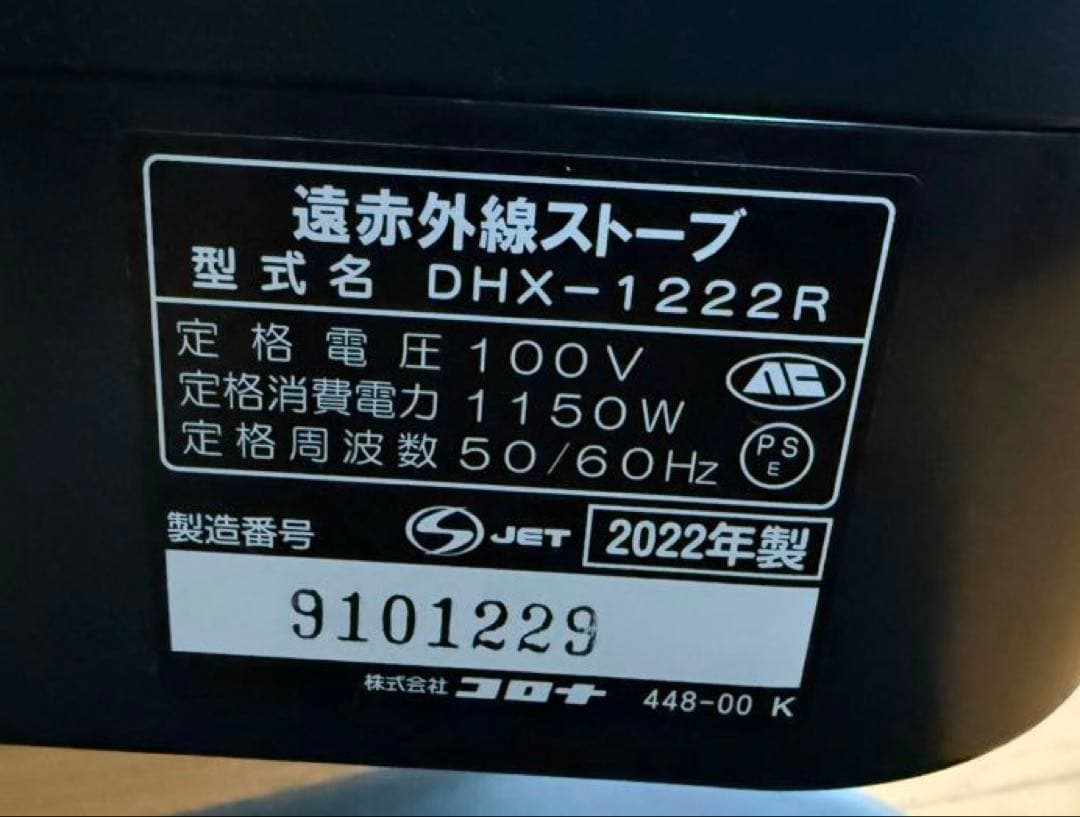 遠赤外線ストーブ
型式名 DHX-1222R
定格電圧 100V
定格消費電力 1150W
定格周波数 50/60Hz
PS
E
製造番号 S JET 2022年製
9101229
株式会社 コロナ 448-00 K